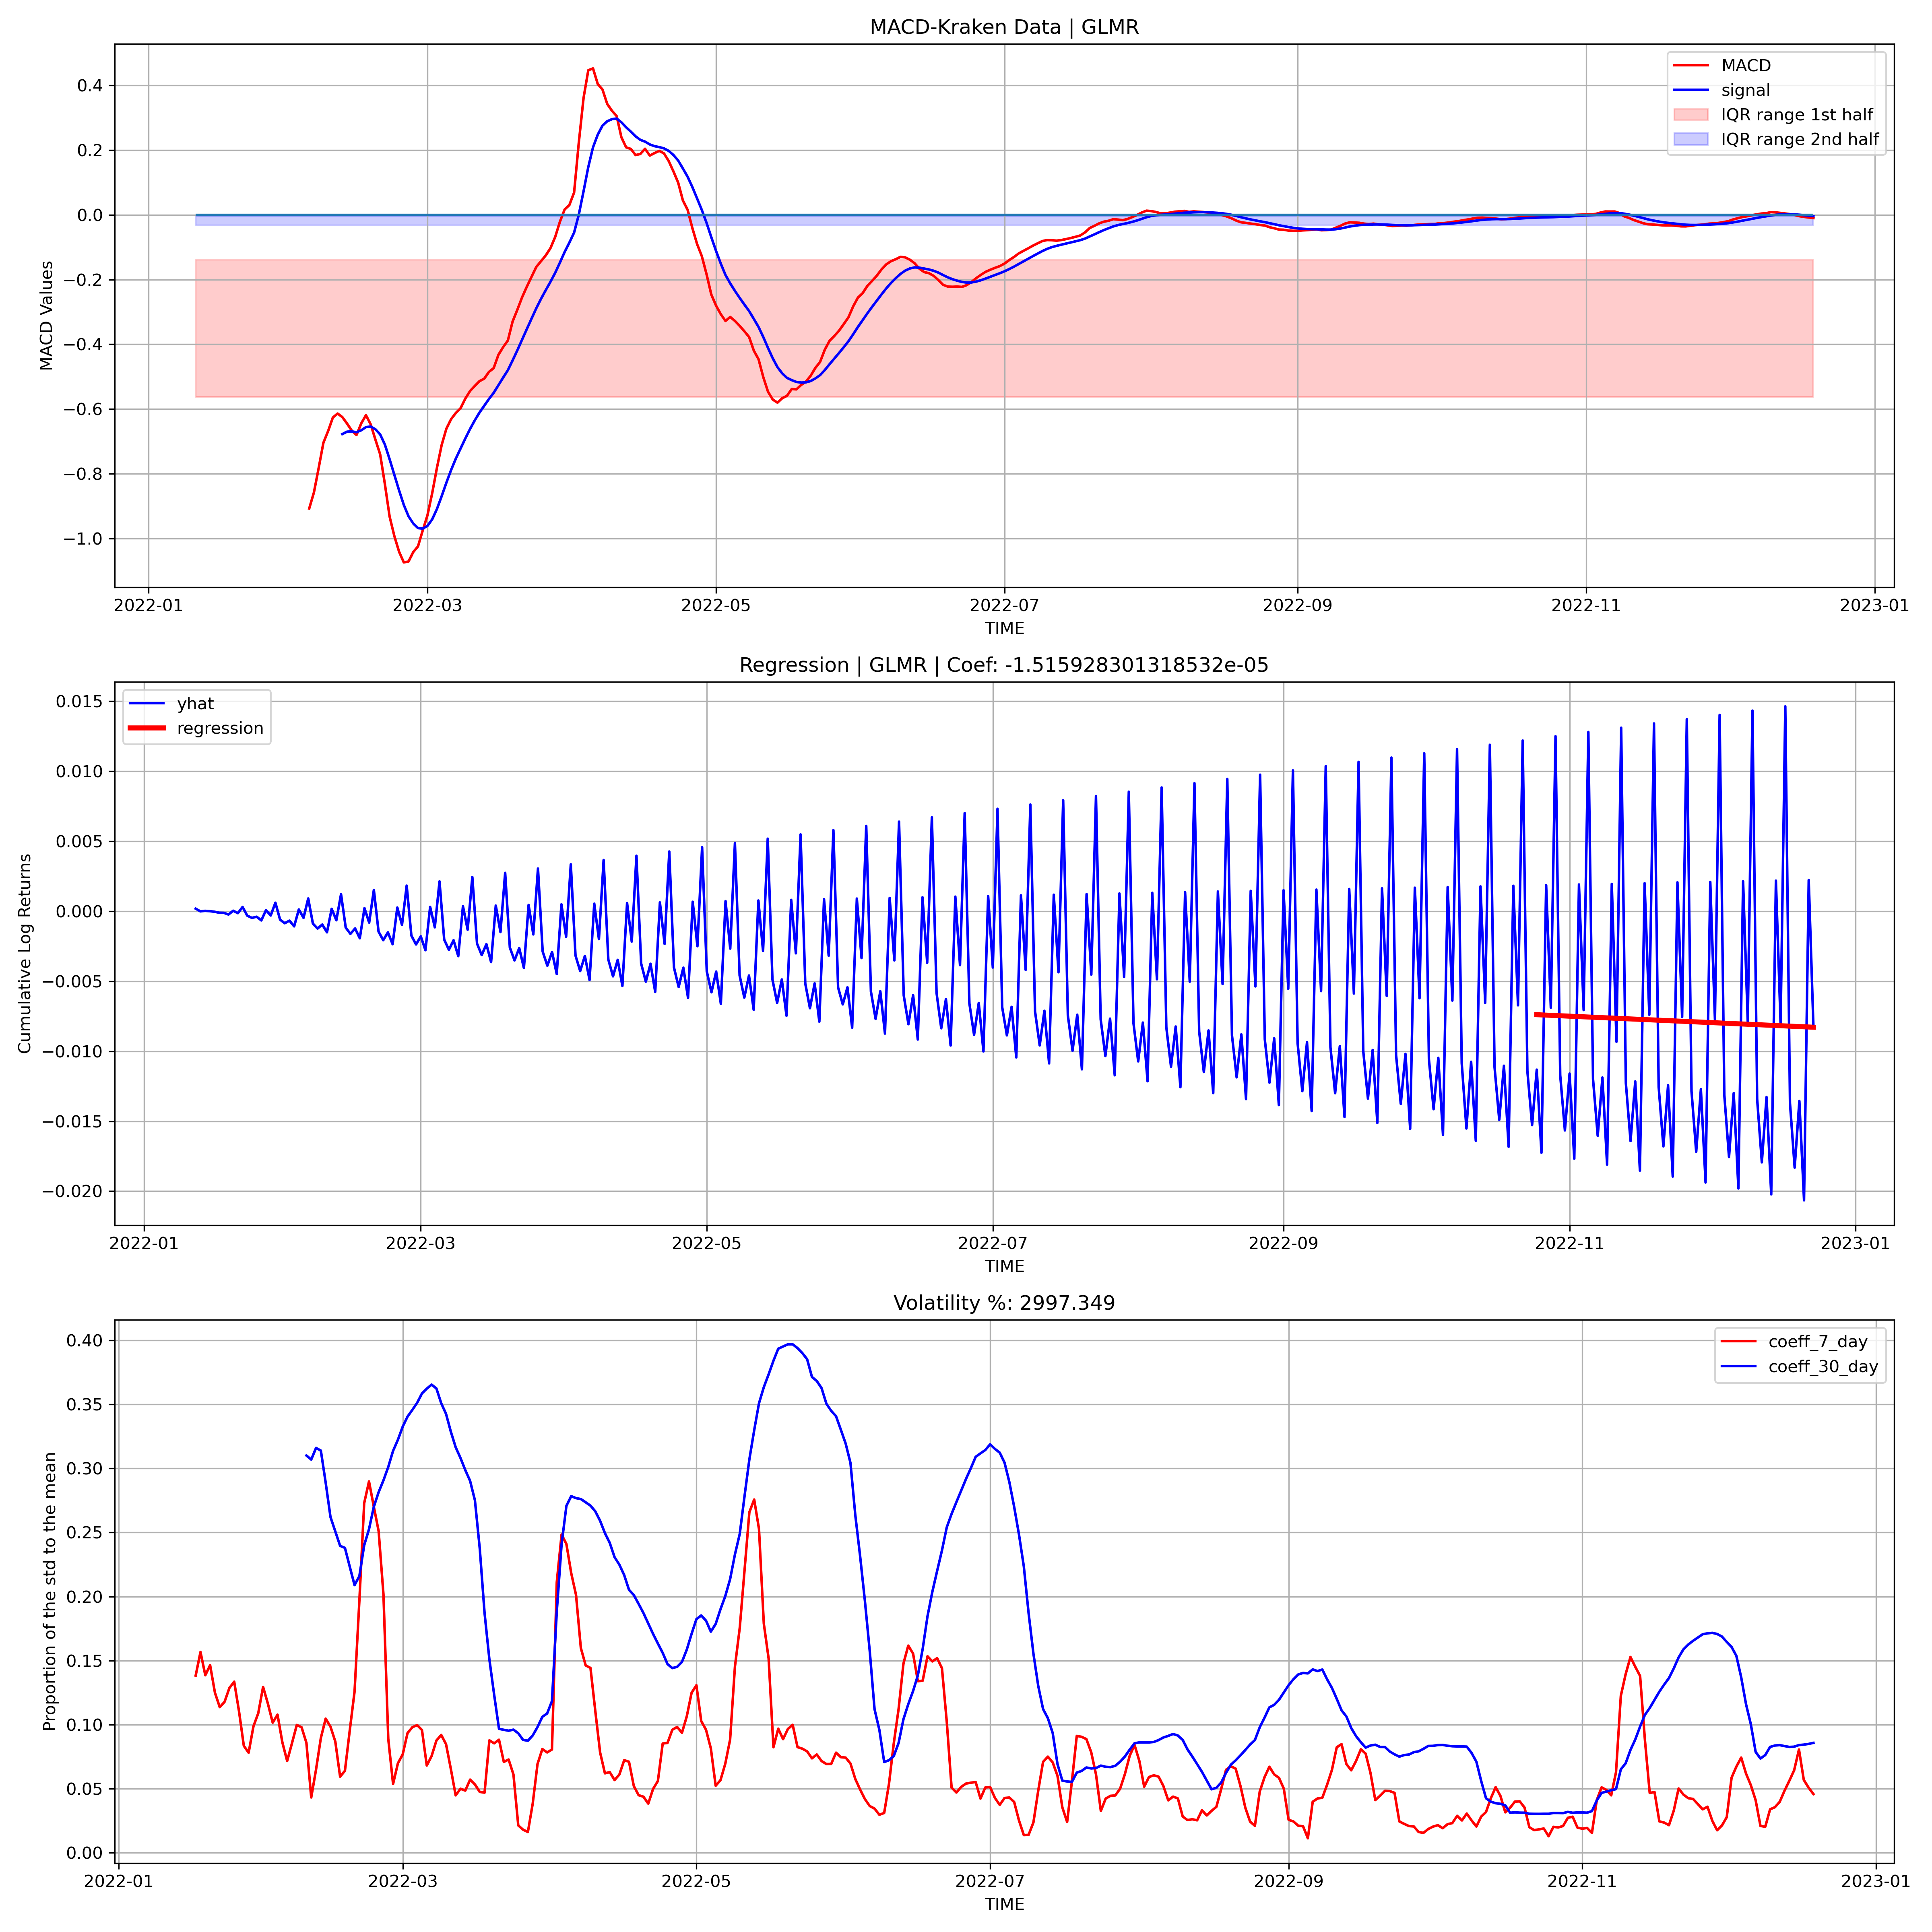 MACD-Kraken Data | GLMR
MACD
signal
IQR range 1st half
IQR range 2nd half
MACD Values
0.4
0.2
0.0
−0.2
−0.4
−0.6
−0.8
−1.0
2022-01 2022-03 2022-05 2022-07 2022-09 2022-11 2023-01
TIME
Regression | GLMR | Coef: -1.515928301318532e-05
yhat
regression
Cumulative Log Returns
0.015
0.010
0.005
0.000
−0.005
−0.010
−0.015
−0.020
2022-01 2022-03 2022-05 2022-07 2022-09 2022-11 2023-01
TIME
Volatility %: 2997.349
coeff_7_day
coeff_30_day
Proportion of the std to the mean
0.40
0.35
0.30
0.25
0.20
0.15
0.10
0.05
0.00
2022-01 2022-03 2022-05 2022-07 2022-09 2022-11 2023-01
TIME